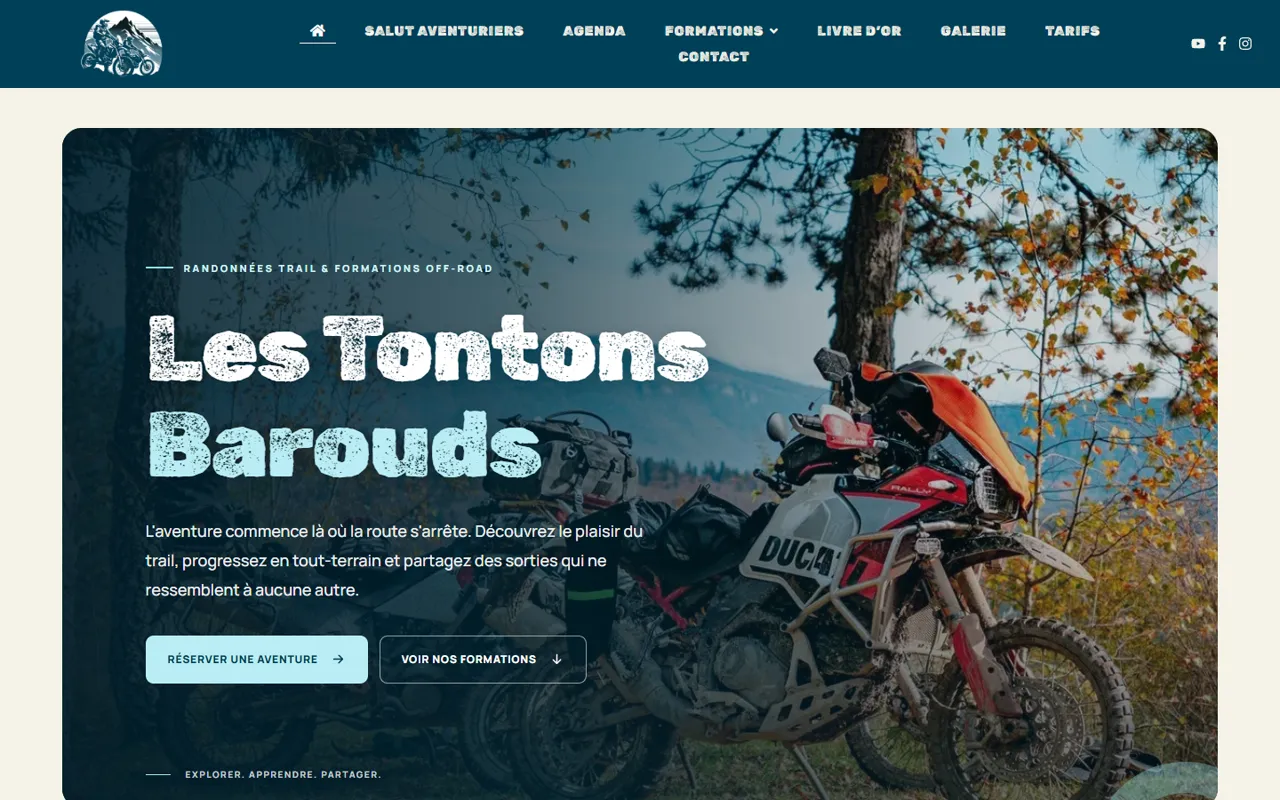 SALUT AVENTURIERS AGENDA FORMATIONS LIVRE D'OR GALERIE TARIFS
CONTACT
RANDONNÉES TRAIL & FORMATIONS OFF-ROAD
Les Tontons
Barouds
L'aventure commence là où la route s'arrête. Découvrez le plaisir du
trail, progressez en tout-terrain et partagez des sorties qui ne
ressemblent à aucune autre.
RÉSERVER UNE AVENTURE → VOIR NOS FORMATIONS ↓
EXPLORER. APPRENDRE. PARTAGER.
RALLY
DUCA